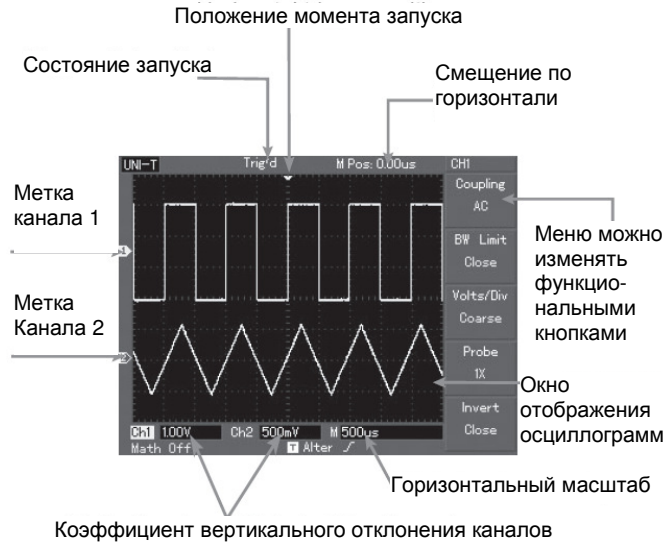 Положение момента запуска
Состояние запуска
Смещение по
горизонтали
UNI-T Trig'd M Pos: 0.00us CH1
Метка
канала 1
Coupling
AC
1
BW Limit
Close
Меню можно
изменять
функцио-
нальными
кнопками
Метка
Канала 2
Volts/Div
Coarse
2
Probe
1X
Окно
отображения
осциллограмм
Invert
Close
Ch1 1.00V Ch2 500mV M 500us
Math Off T Alter
Горизонтальный масштаб
Коэффициент вертикального отклонения каналов